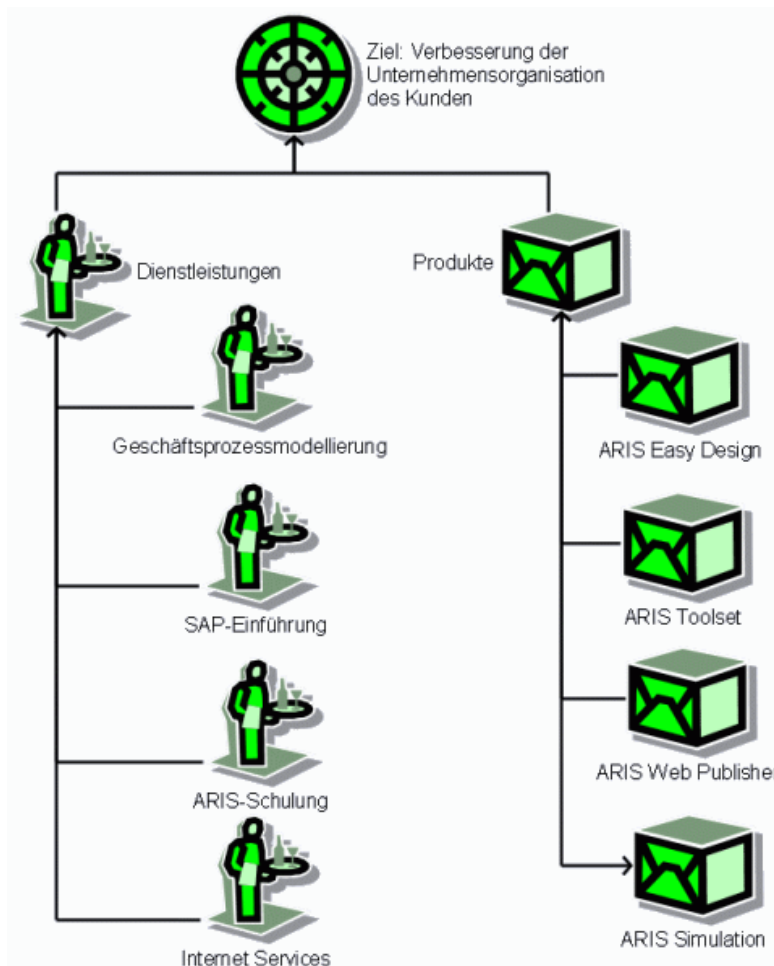 Ziel: Verbesserung der
Unternehmensorganisation
des Kunden
Dienstleistungen
Produkte
Geschäftsprozessmodellierung
ARIS Easy Design
SAP-Einführung
ARIS Toolset
ARIS-Schulung
ARIS Web Publisher
Internet Services
ARIS Simulation